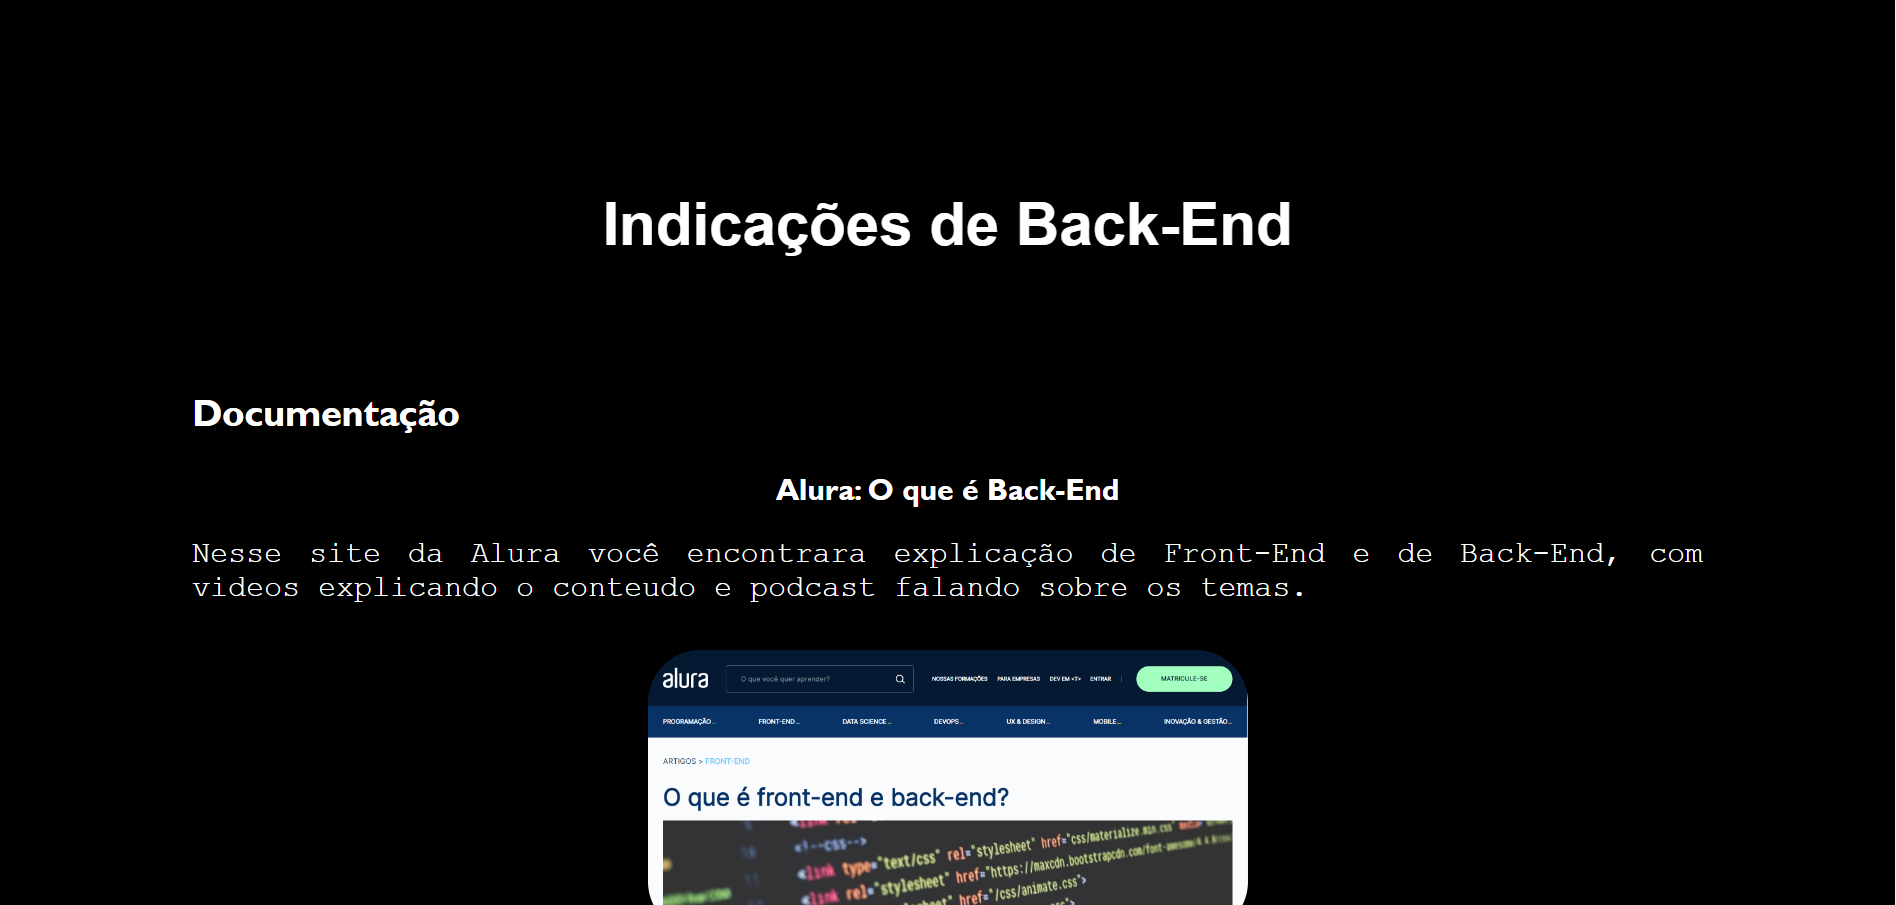 Indicações de Back-End
Documentação
Alura: O que é Back-End
Nesse site da Alura você encontrara explicação de Front-End e de Back-End, com
videos explicando o conteudo e podcast falando sobre os temas.
alura O que você quer aprender? NOSSAS FORMAÇÕES PARA EMPRESAS DEV EM <T> ENTRAR | MATRICULE-SE
PROGRAMAÇÃO... FRONT-END... DATA SCIENCE... DEVOPS... UX & DESIGN... MOBILE... INOVAÇÃO & GESTÃO...
ARTIGOS > FRONT-END
O que é front-end e back-end?
<link rel=
<!--css-->
<link type="text/css" rel="stylesheet" href="css/materialize.min.css"
<link rel="stylesheet" href="https://maxcdn.bootstrapcdn.com/font-awesome/4.
href="/css/animate.css">